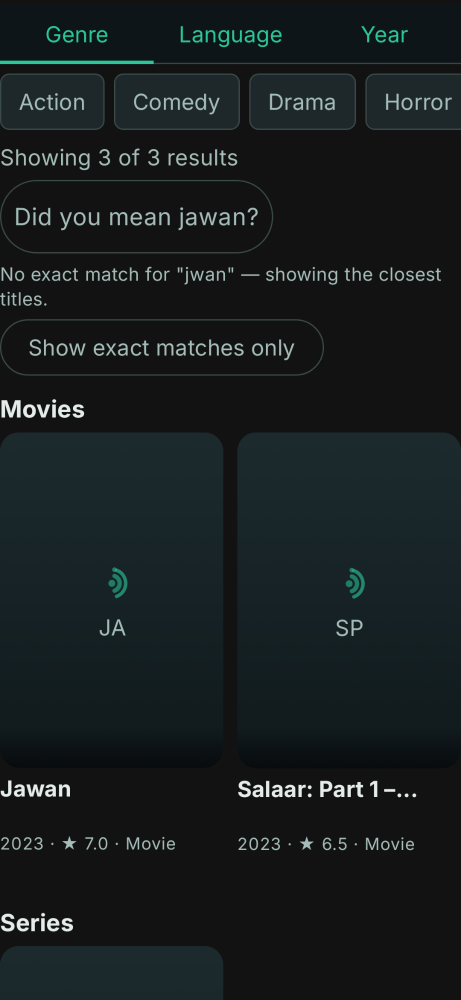 Genre Language Year
Action Comedy Drama Horror
Showing 3 of 3 results
Did you mean jawan?
No exact match for "jwan" — showing the closest
titles.
Show exact matches only
Movies
JA SP
Jawan Salaar: Part 1 –...
2023 · ★ 7.0 · Movie 2023 · ★ 6.5 · Movie
Series